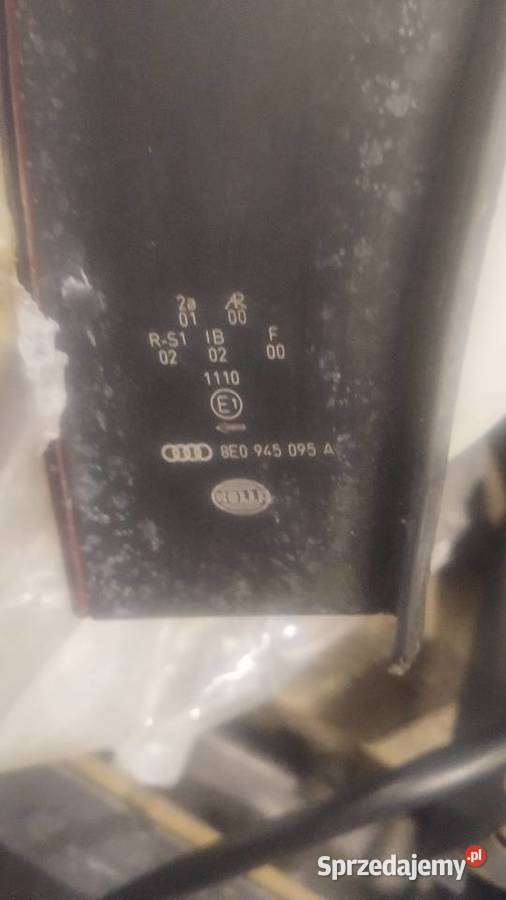 2a AR
01 00
R-S1 IB F
02 02 00
1110
E1
8E0 945 095 A
HELLA
Sprzedajemy.pl